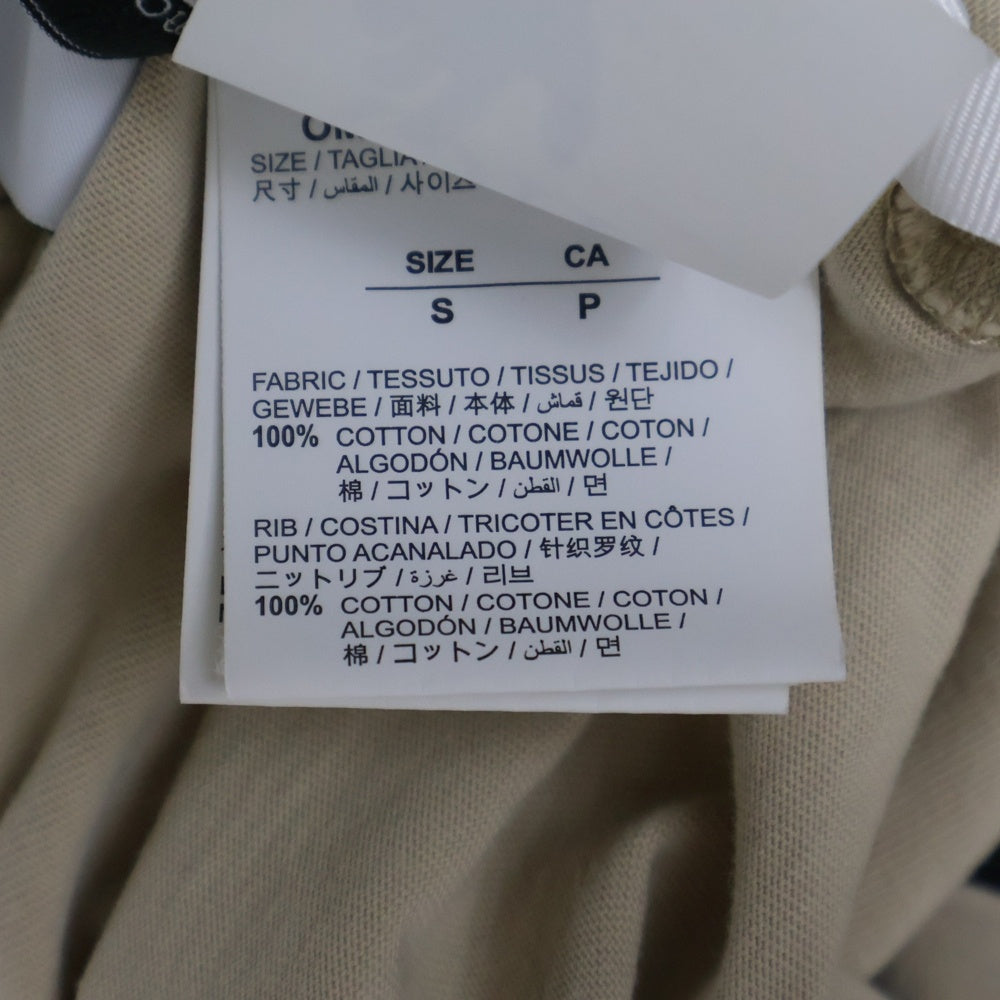 SIZE / TAGLIA
尺寸 / المقاس / 사이즈
SIZE CA
S P
FABRIC / TESSUTO / TISSUS / TEJIDO /
GEWEBE / 面料 / 本体 / قماش / 원단
100% COTTON / COTONE / COTON /
ALGODÓN / BAUMWOLLE /
棉 / コットン / القطن / 면
RIB / COSTINA / TRICOTER EN CÔTES /
PUNTO ACANALADO / 针织罗纹 /
ニットリブ / غرزة / 리브
100% COTTON / COTONE / COTON /
ALGODÓN / BAUMWOLLE /
棉 / コットン / القطن / 면